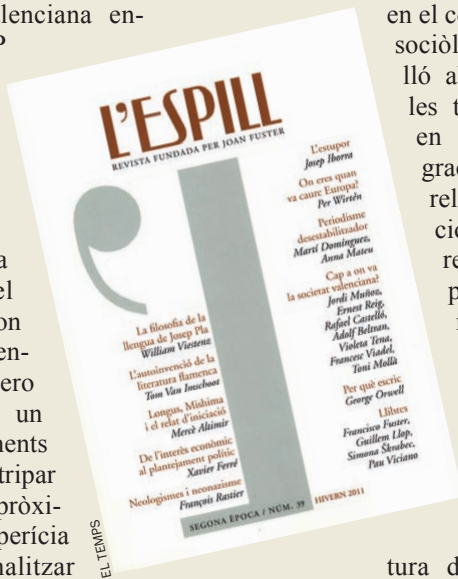 alenciana en-
a
el
on
en-
ero
un
ments
tripar
pròxi-
perícia
nalitzar
EL TEMPS
L'ESPILL
REVISTA FUNDADA PER JOAN FUSTER
La filosofia de la
llengua de Josep Pla
William Viestenz
L'autoinvenció de la
literatura flamenca
Tom Van Imschoot
Longus, Mishima
i el relat d'iniciació
Mercè Altimir
De l'interès econòmic
al plantejament polític
Xavier Ferré
Neologismes i neonazisme
François Rastier
L'estupor
Josep Iborra
On eres quan
va caure Europa?
Per Wirtén
Periodisme
desestabilitzador
Martí Domínguez,
Anna Mateu
Cap a on va
la societat valenciana?
Jordi Muñoz,
Ernest Reig,
Rafael Castelló,
Adolf Beltran,
Violeta Tena,
Francesc Viadel,
Toni Mollà
Per què escric
George Orwell
Llibres
Francisco Fuster,
Guillem Llop,
Simona Škrabec,
Pau Viciano
SEGONA ÈPOCA / NÚM. 39 HIVERN 2011
en el co
sociòl
lló al
les t
en
grad
rel
cio
re
p
tura d